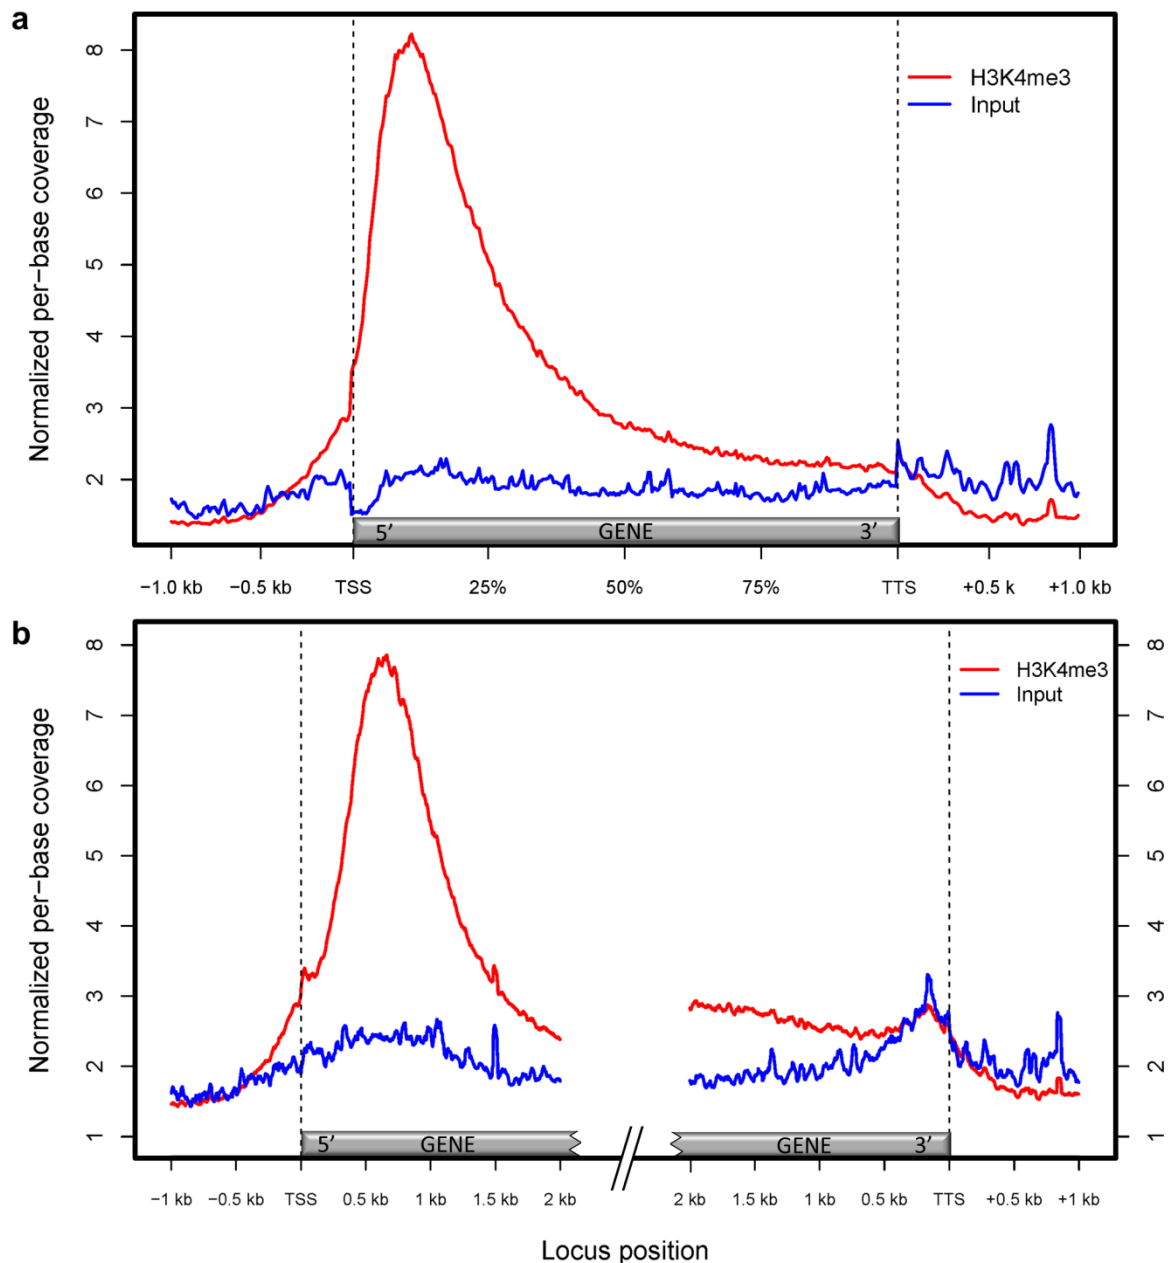 a
Normalized per−base coverage
8
7
6
5
4
3
2
H3K4me3
Input
5’ GENE 3’
−1.0 kb −0.5 kb TSS 25% 50% 75% TTS +0.5 k +1.0 kb
b
Normalized per−base coverage
8 8
7 7
6 6
5 5
4 4
3 3
2 2
1 1
H3K4me3
Input
5’ GENE GENE 3’
−1 kb −0.5 kb TSS 0.5 kb 1 kb 1.5 kb 2 kb 2 kb 1.5 kb 1 kb 0.5 kb TTS +0.5 kb +1 kb
Locus position